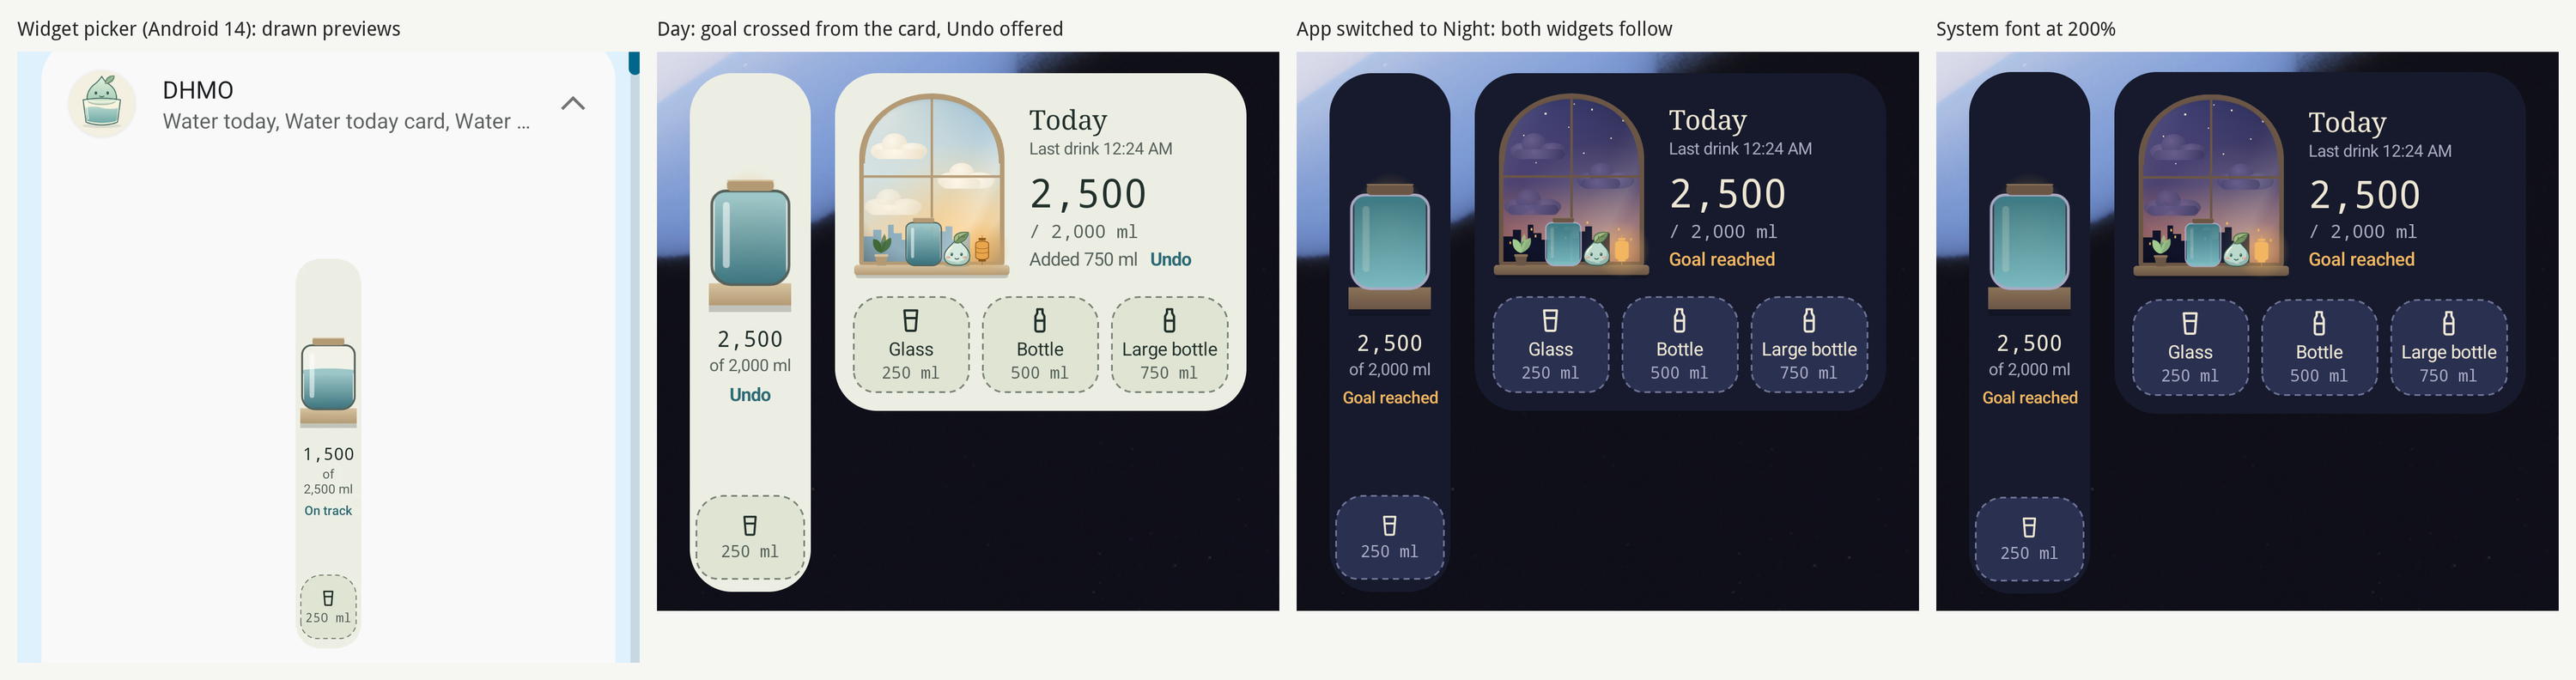 Widget picker (Android 14): drawn previews
DHMO
Water today, Water today card, Water ...
1,500
of
2,500 ml
On track
250 ml
Day: goal crossed from the card, Undo offered
2,500
of 2,000 ml
Undo
250 ml
Today
Last drink 12:24 AM
2,500
/ 2,000 ml
Added 750 ml Undo
Glass
250 ml
Bottle
500 ml
Large bottle
750 ml
App switched to Night: both widgets follow
2,500
of 2,000 ml
Goal reached
250 ml
Today
Last drink 12:24 AM
2,500
/ 2,000 ml
Goal reached
Glass
250 ml
Bottle
500 ml
Large bottle
750 ml
System font at 200%
2,500
of 2,000 ml
Goal reached
250 ml
Today
Last drink 12:24 AM
2,500
/ 2,000 ml
Goal reached
Glass
250 ml
Bottle
500 ml
Large bottle
750 ml